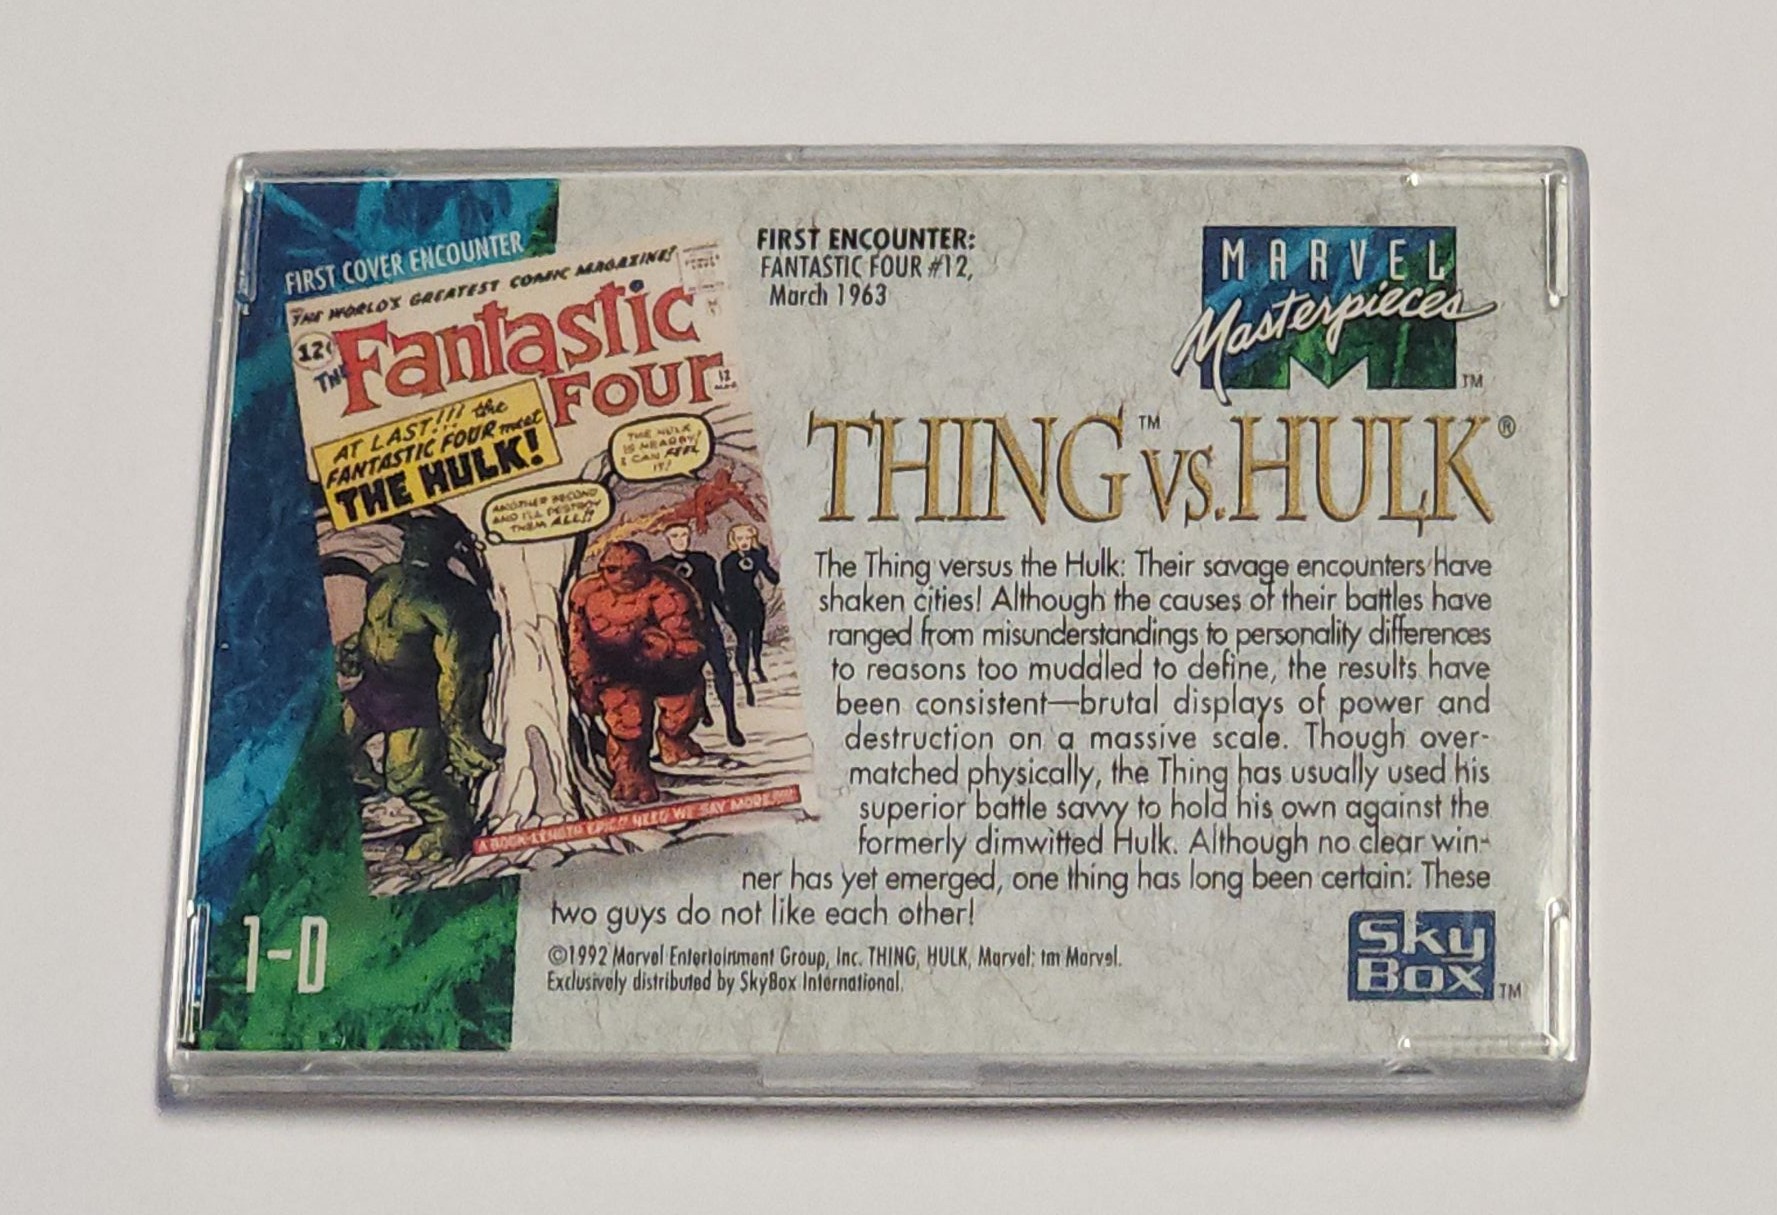 FIRST COVER ENCOUNTER
THE WORLD'S GREATEST COMIC MAGAZINE!
12¢
THE
Fantastic
Four
12
AT LAST!!! the
FANTASTIC FOUR meet
THE HULK!
THE HULK
IS NEARBY!
I CAN FEEL
IT!
ANOTHER SECOND
AND I'LL DESTROY
THEM ALL!!
A BOOK-LENGTH EPIC!! NEED WE SAY MORE
1-D
FIRST ENCOUNTER:
FANTASTIC FOUR #12,
March 1963
MARVEL
Masterpieces
M
TM
THING™ VS. HULK®
The Thing versus the Hulk: Their savage encounters have
shaken cities! Although the causes of their battles have
ranged from misunderstandings to personality differences
to reasons too muddled to define, the results have
been consistent—brutal displays of power and
destruction on a massive scale. Though over-
matched physically, the Thing has usually used his
superior battle savvy to hold his own against the
formerly dimwitted Hulk. Although no clear win-
ner has yet emerged, one thing has long been certain: These
two guys do not like each other!
©1992 Marvel Entertainment Group, Inc. THING, HULK, Marvel: tm Marvel.
Exclusively distributed by SkyBox International.
Sky
Box
TM